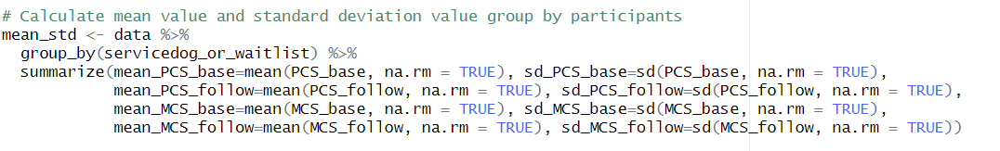 # Calculate mean value and standard deviation value group by participants
mean_std <- data %>%
  group_by(servicedog_or_waitlist) %>%
  summarize(mean_PCS_base=mean(PCS_base, na.rm = TRUE), sd_PCS_base=sd(PCS_base, na.rm = TRUE),
            mean_PCS_follow=mean(PCS_follow, na.rm = TRUE), sd_PCS_follow=sd(PCS_follow, na.rm = TRUE),
            mean_MCS_base=mean(MCS_base, na.rm = TRUE), sd_MCS_base=sd(MCS_base, na.rm = TRUE),
            mean_MCS_follow=mean(MCS_follow, na.rm = TRUE), sd_MCS_follow=sd(MCS_follow, na.rm = TRUE))